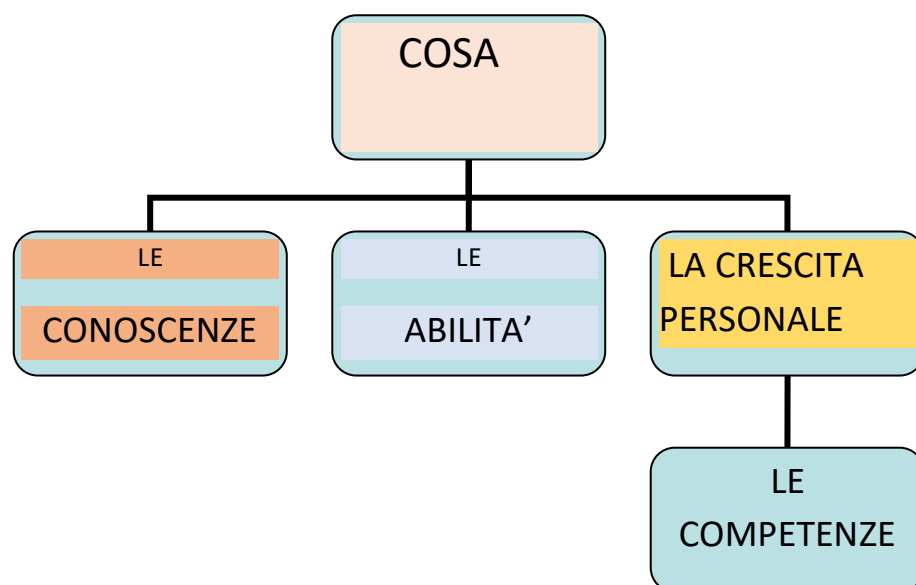 COSA
LE
CONOSCENZE
LE
ABILITA’
LA CRESCITA
PERSONALE
LE
COMPETENZE